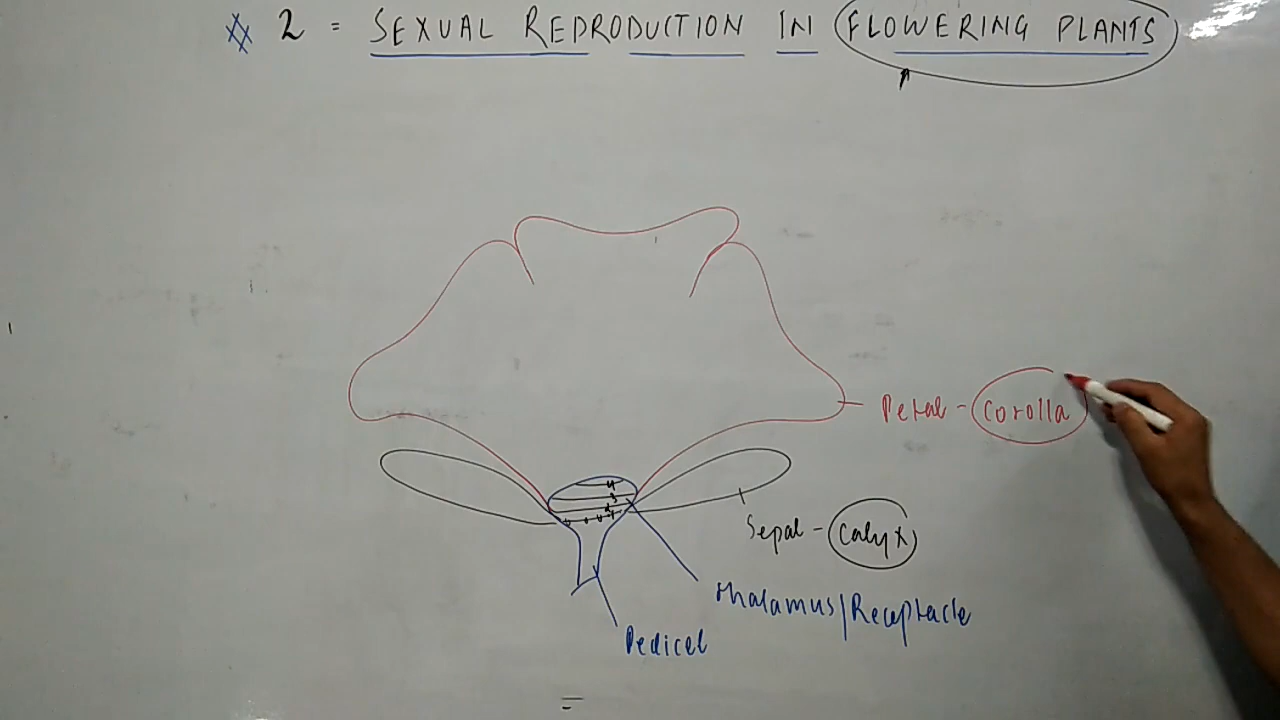 2 = SEXUAL REPRODUCTION IN FLOWERING PLANTS
Petal - Corolla
Sepal - Calyx
Thalamus/Receptacle
Pedicel